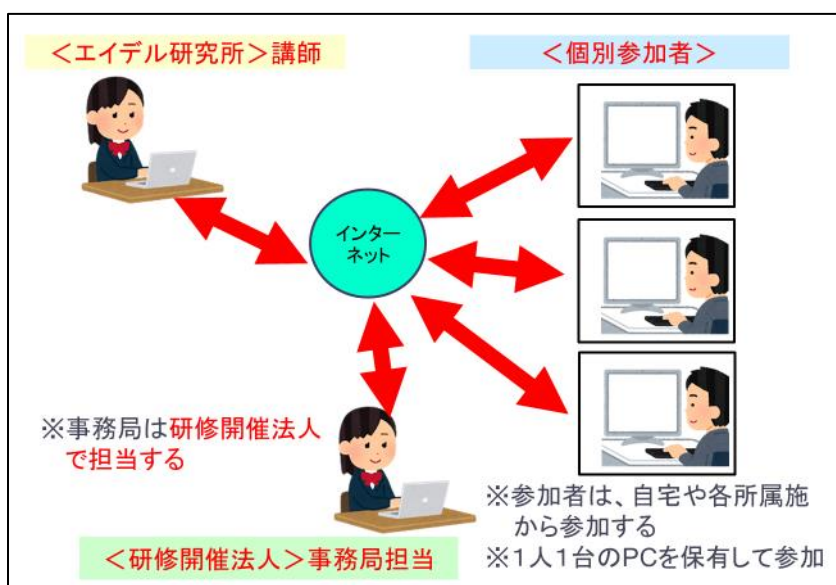 ＜エイデル研究所＞講師
＜個別参加者＞
インター
ネット
※事務局は研修開催法人
で担当する
＜研修開催法人＞事務局担当
※参加者は、自宅や各所属施
から参加する
※１人１台のPCを保有して参加